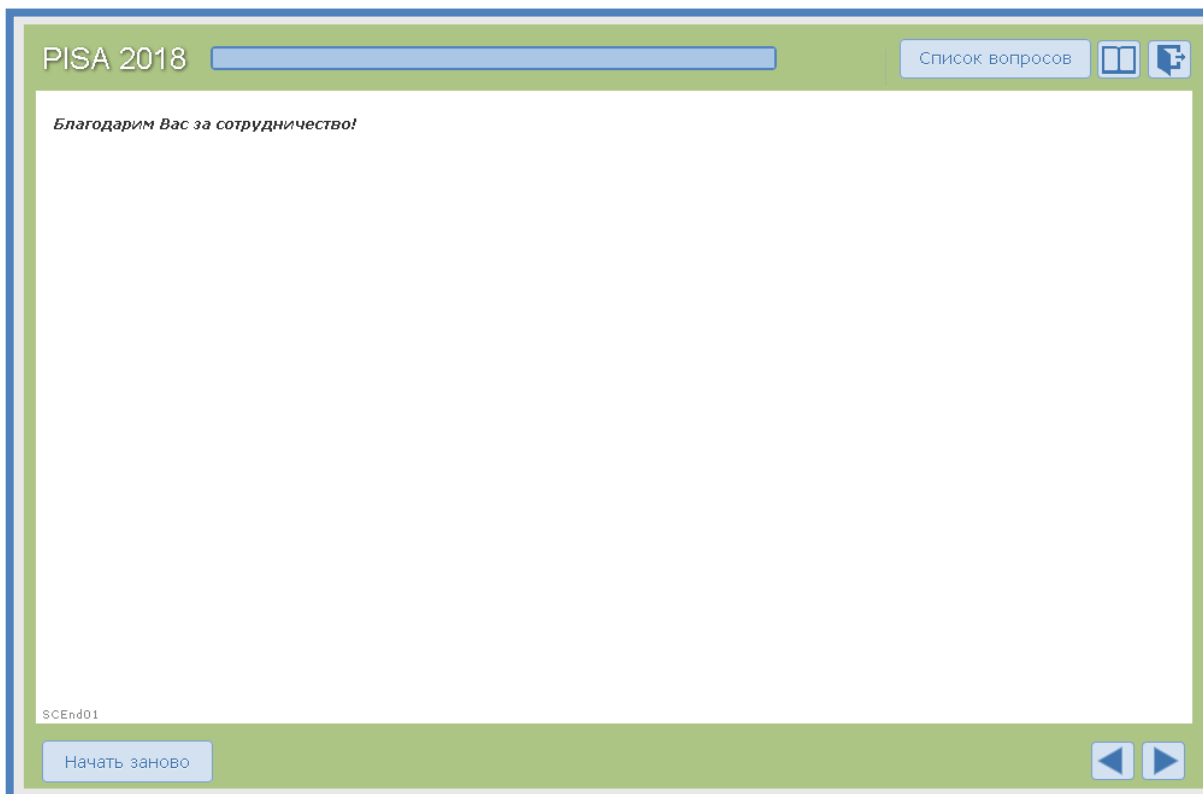 PISA 2018
Список вопросов
Благодарим Вас за сотрудничество!
SCEnd01
Начать заново